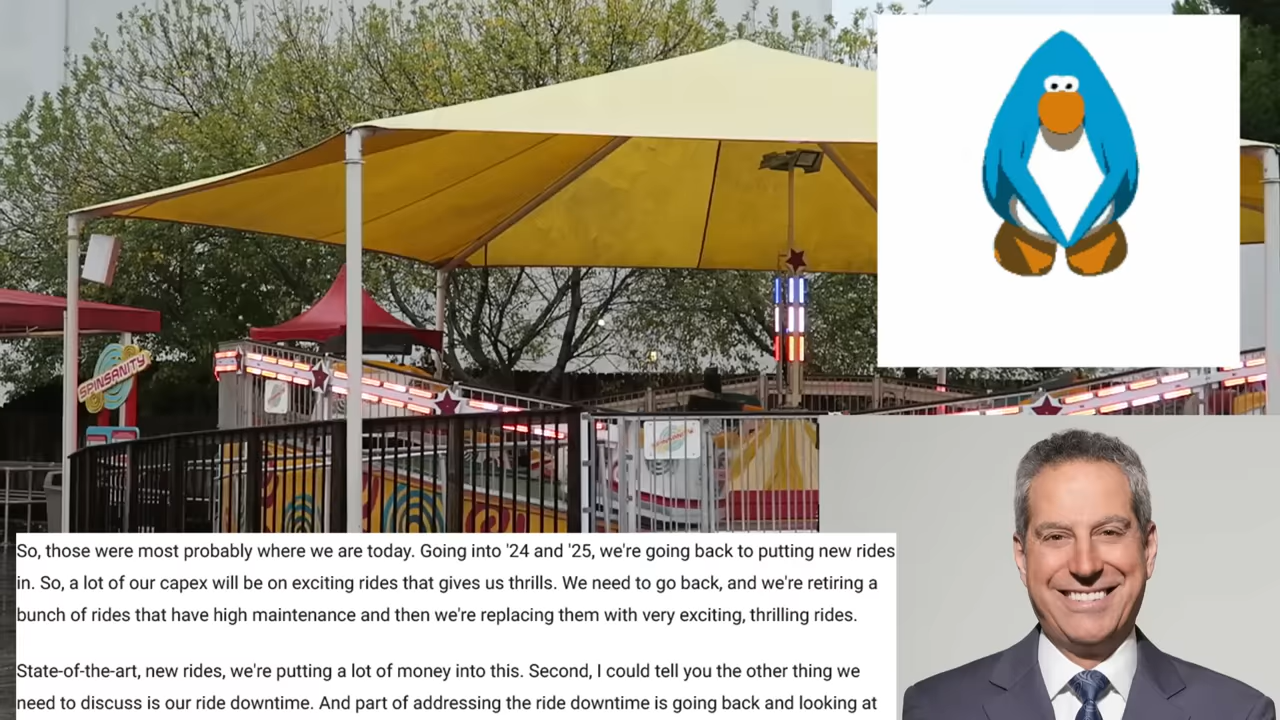 SPINSANITY
SPINSANITY
So, those were most probably where we are today. Going into '24 and '25, we're going back to putting new rides
in. So, a lot of our capex will be on exciting rides that gives us thrills. We need to go back, and we're retiring a
bunch of rides that have high maintenance and then we're replacing them with very exciting, thrilling rides.
State-of-the-art, new rides, we're putting a lot of money into this. Second, I could tell you the other thing we
need to discuss is our ride downtime. And part of addressing the ride downtime is going back and looking at